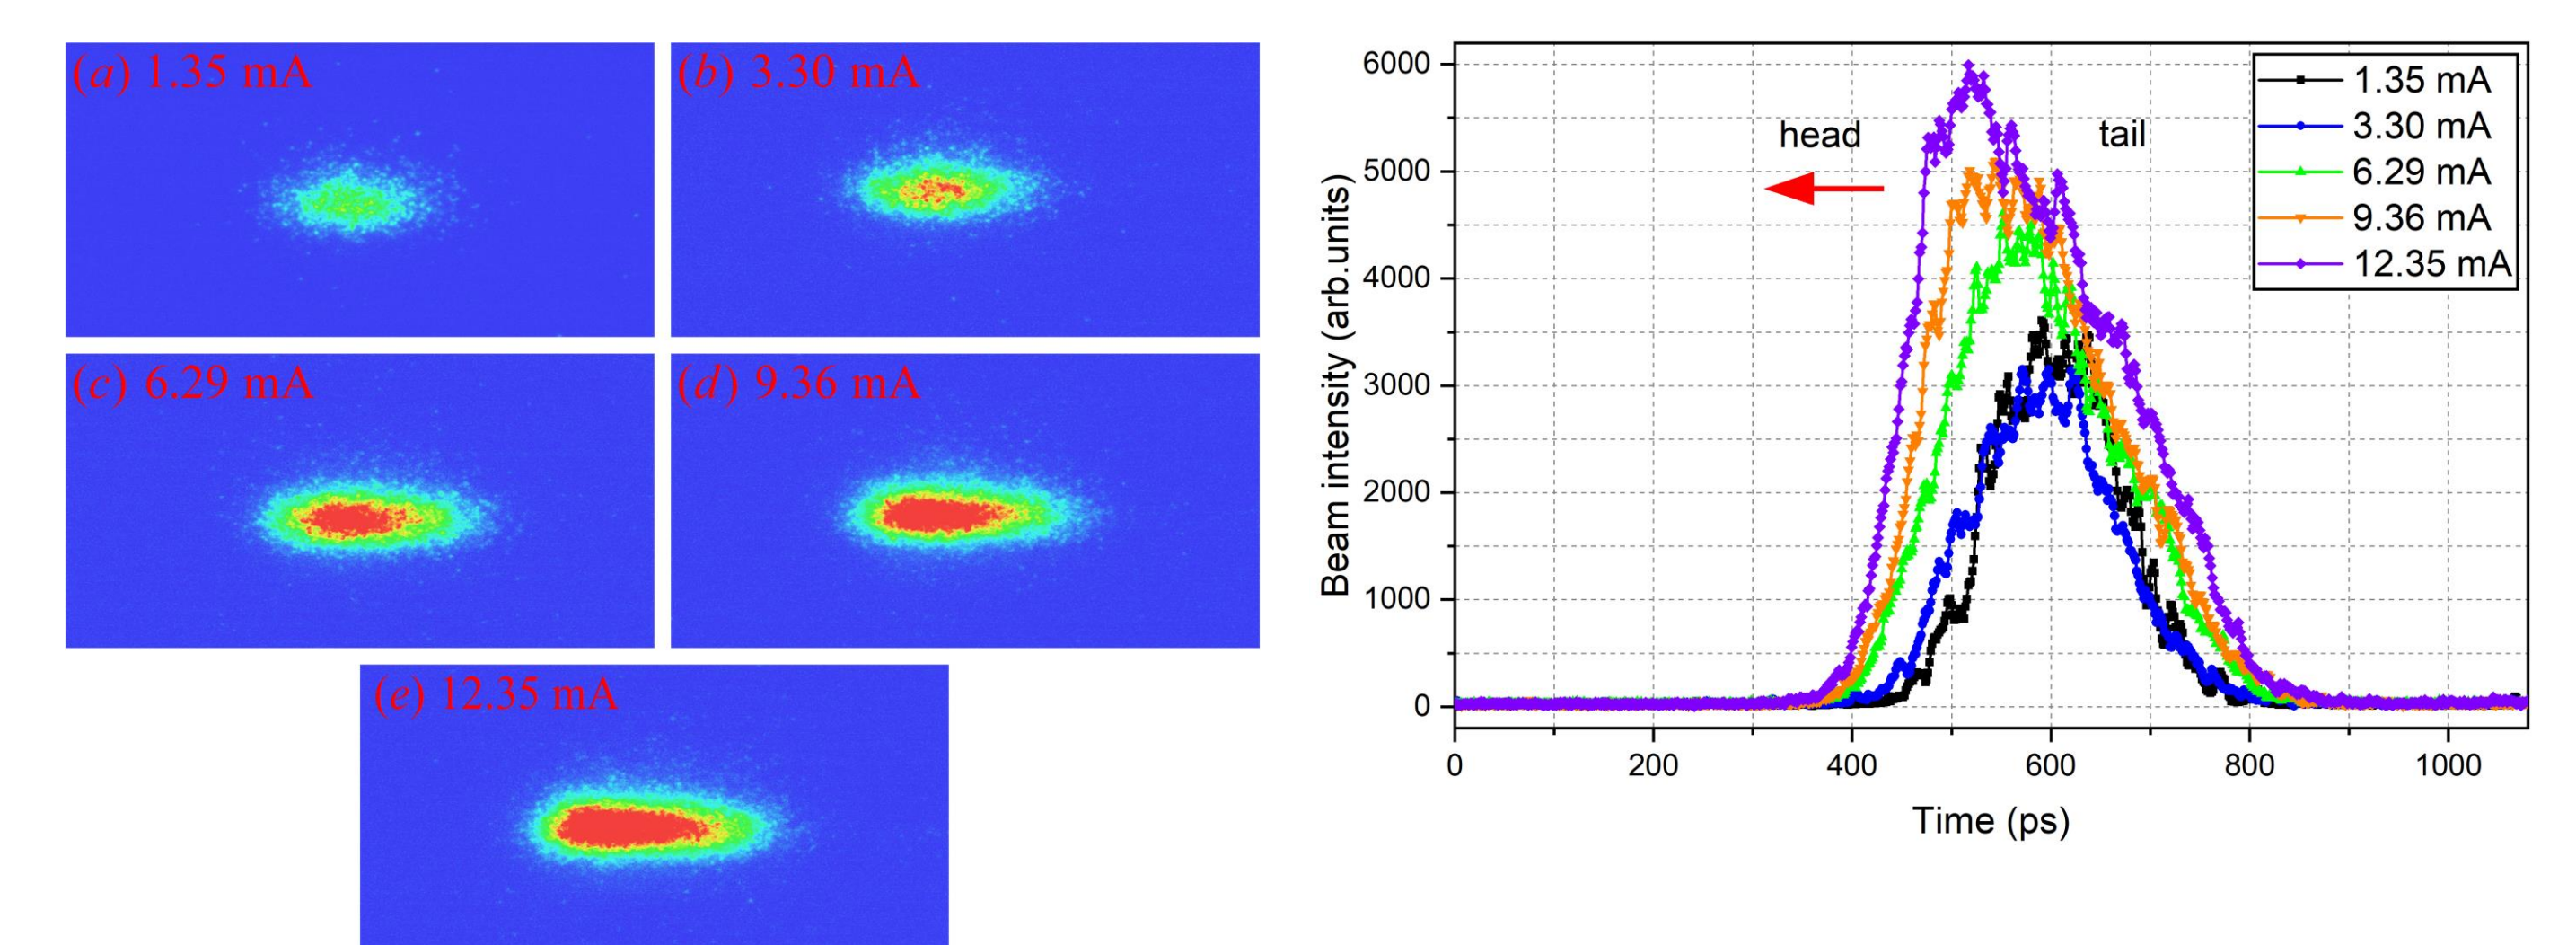 (a) 1.35 mA
(b) 3.30 mA
(c) 6.29 mA
(d) 9.36 mA
(e) 12.35 mA
Beam intensity (arb.units)
6000
5000
4000
3000
2000
1000
0
head
tail
1.35 mA
3.30 mA
6.29 mA
9.36 mA
12.35 mA
0 200 400 600 800 1000
Time (ps)